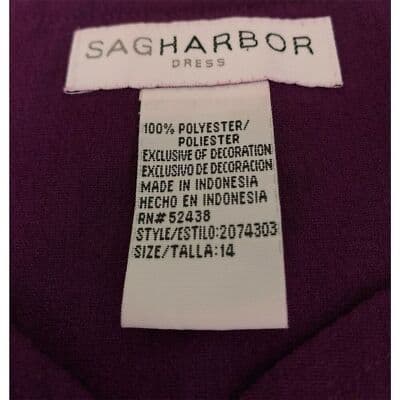 SAGHARBOR
DRESS
100% POLYESTER/
POLIESTER
EXCLUSIVE OF DECORATION
EXCLUSIVO DE DECORACION
MADE IN INDONESIA
HECHO EN INDONESIA
RN# 52438
STYLE/ESTILO:2074303
SIZE/TALLA:14